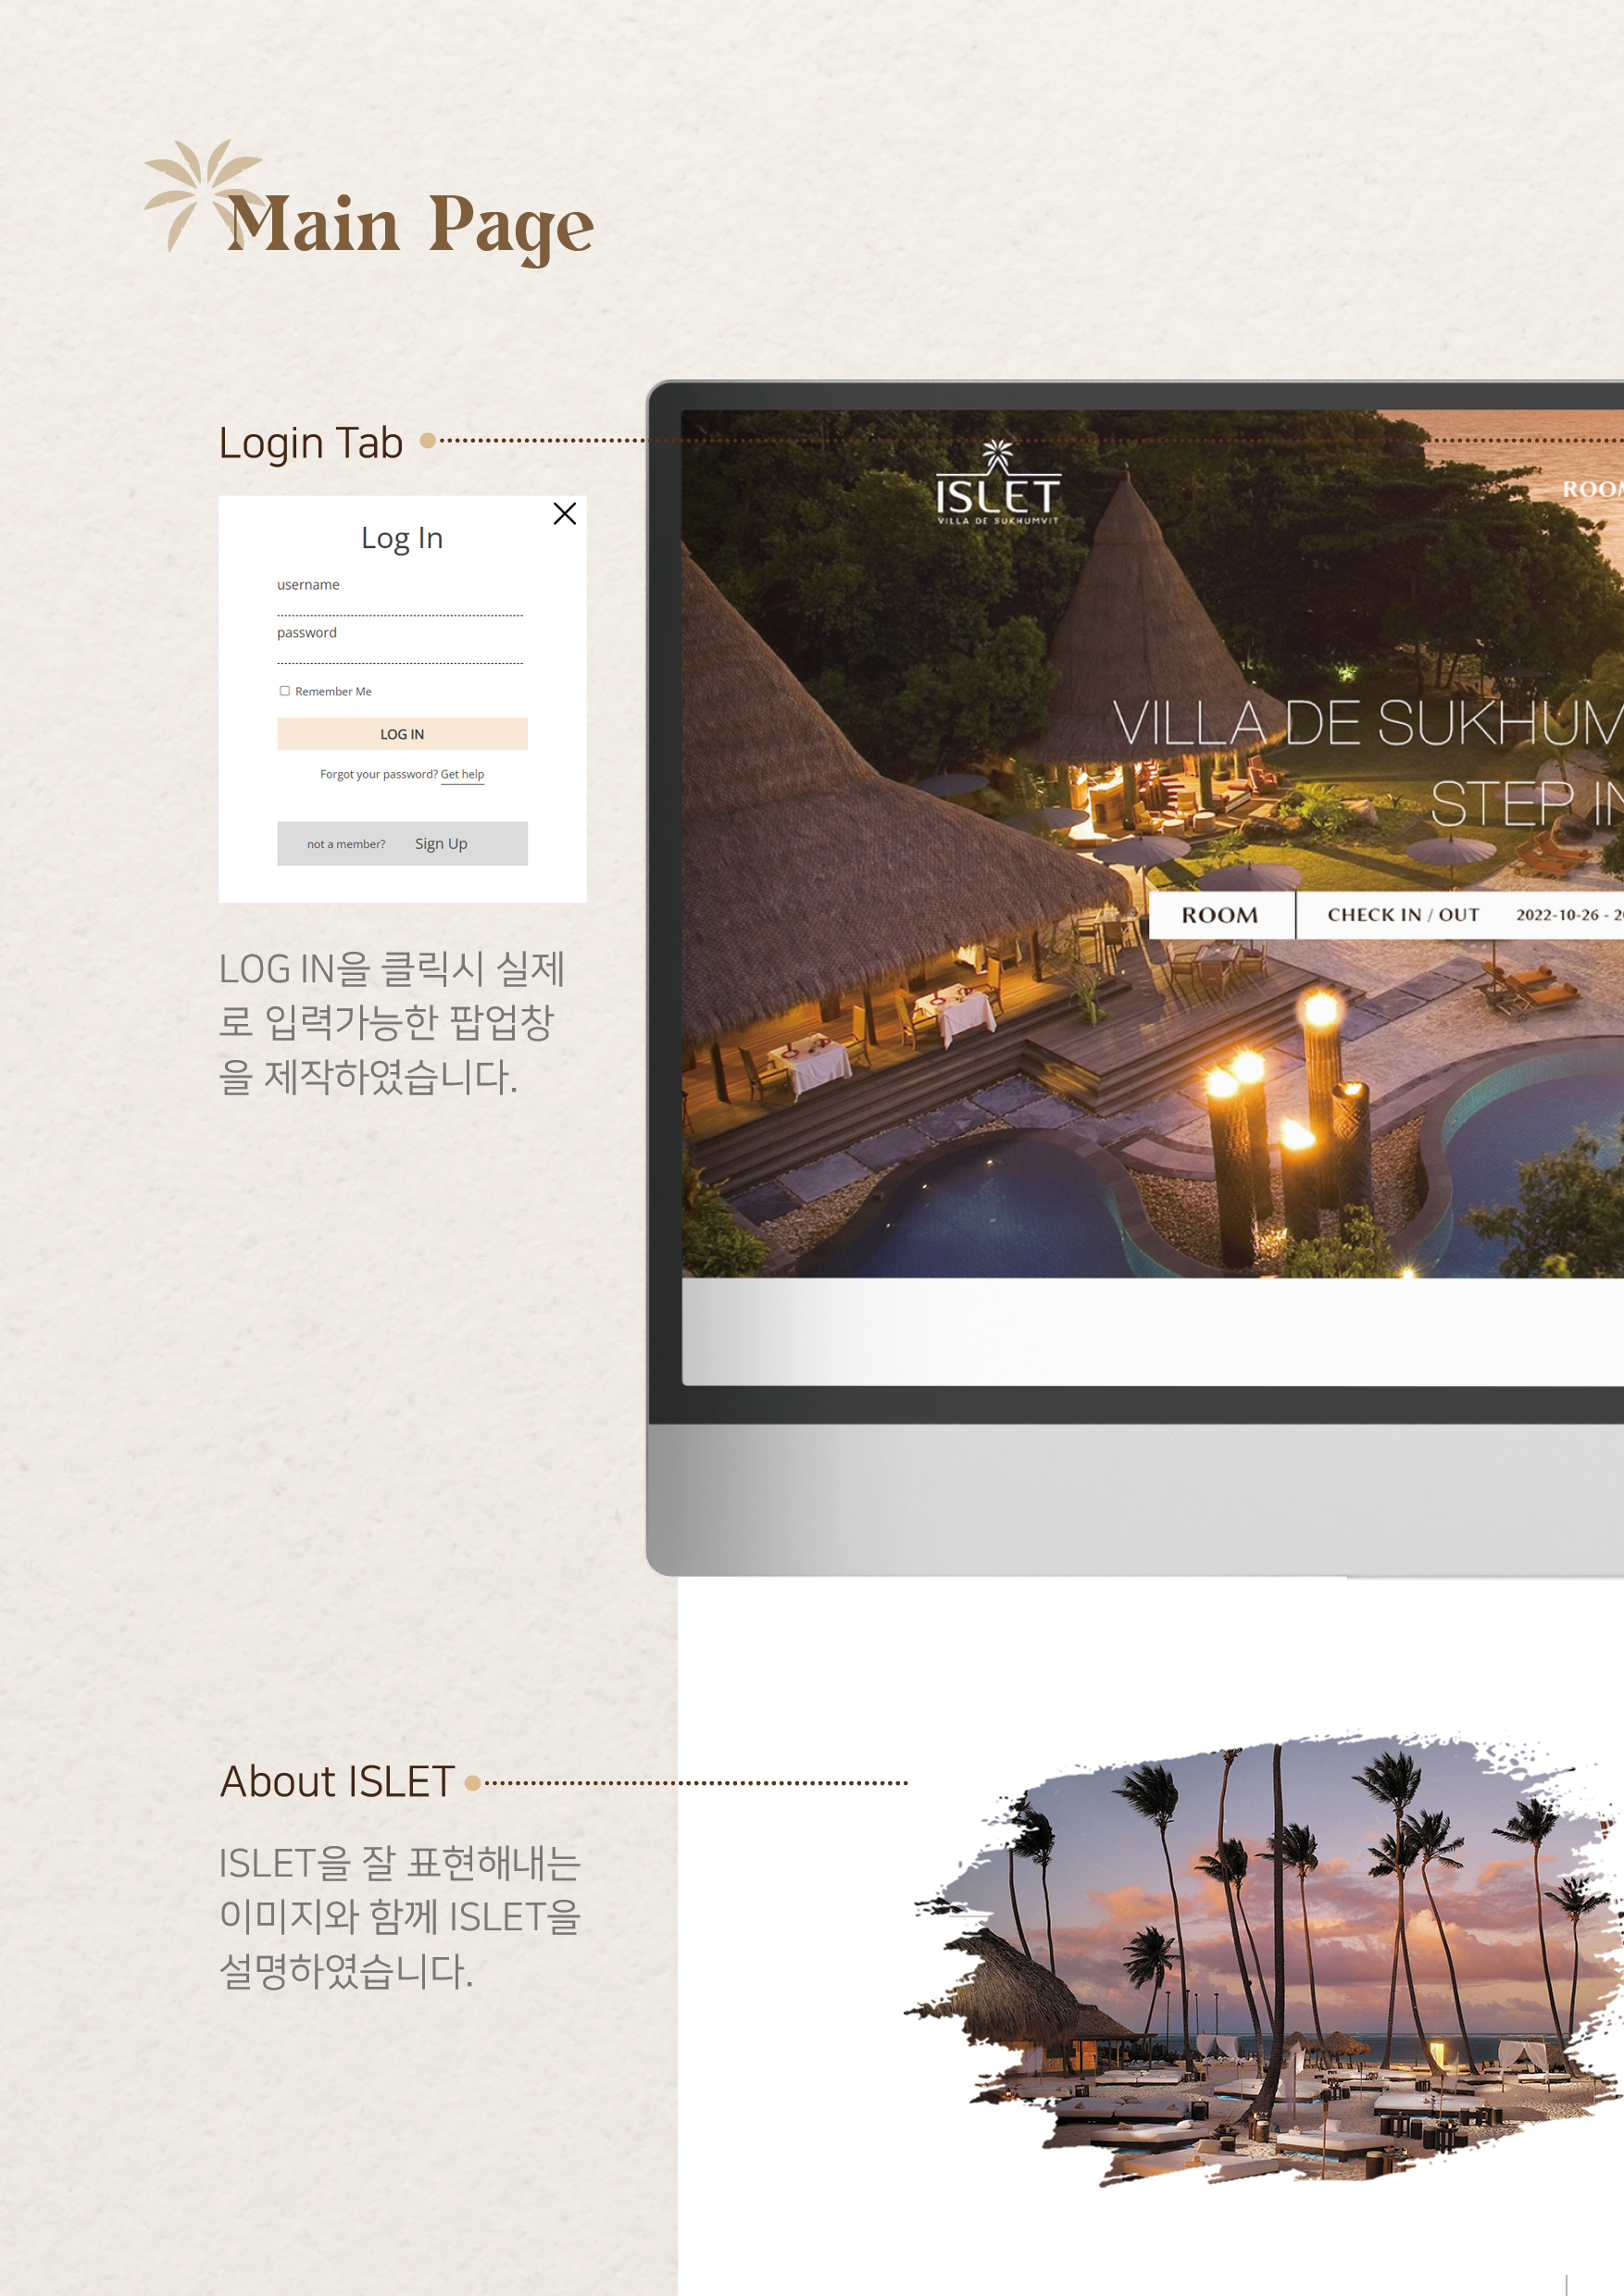 Main Page
Login Tab
Log In
username
password
Remember Me
LOG IN
Forgot your password? Get help
not a member? Sign Up
LOG IN을 클릭시 실제
로 입력가능한 팝업창
을 제작하였습니다.
ISLET
VILLA DE SUKHUMVIT
VILLA DE
STEP
ROOM
CHECK IN / OUT 2022-10-26 -
About ISLET
ISLET을 잘 표현해내는
이미지와 함께 ISLET을
설명하였습니다.